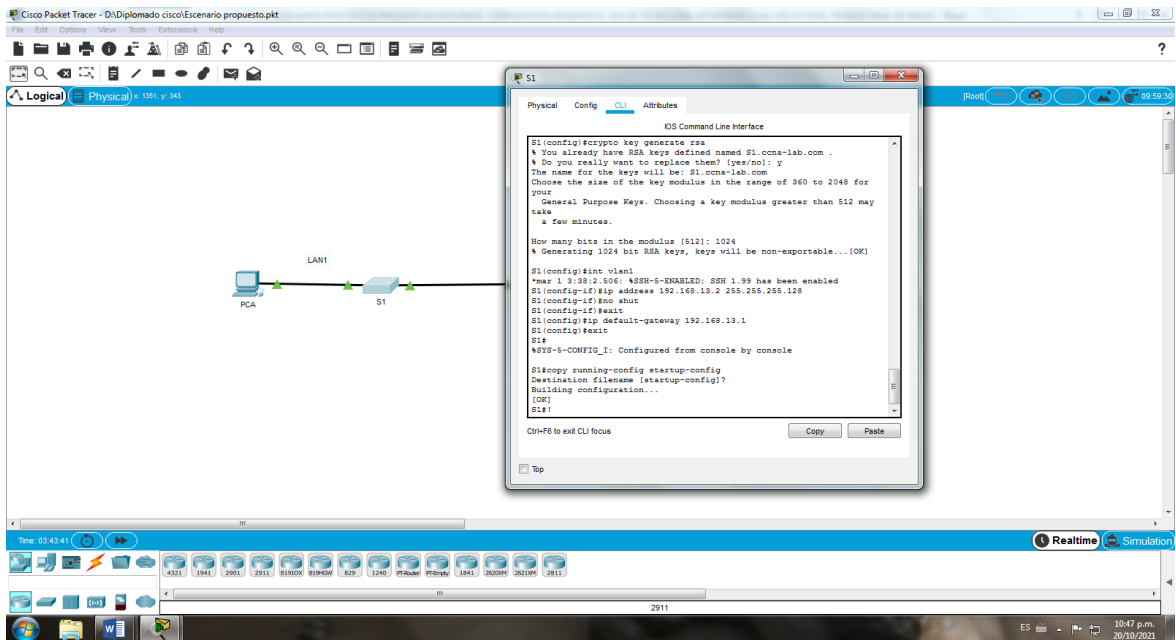 Cisco Packet Tracer - D:\Diplomado cisco\Escenario propuesto.pkt
File Edit Options View Tools Extensions Help
?
Logical Physical x: 1351, y: 343
[Root] 09:59:30
LAN1
PCA
S1
S1
Physical Config CLI Attributes
IOS Command Line Interface
S1(config)#crypto key generate rsa
% You already have RSA keys defined named S1.ccna-lab.com .
% Do you really want to replace them? [yes/no]: y
The name for the keys will be: S1.ccna-lab.com
Choose the size of the key modulus in the range of 360 to 2048 for
your
General Purpose Keys. Choosing a key modulus greater than 512 may
take
a few minutes.
How many bits in the modulus [512]: 1024
% Generating 1024 bit RSA keys, keys will be non-exportable...[OK]
S1(config)#int vlan1
*mar 1 3:38:2.506: %SSH-5-ENABLED: SSH 1.99 has been enabled
S1(config-if)#ip address 192.168.13.2 255.255.255.128
S1(config-if)#no shut
S1(config-if)#exit
S1(config)#ip default-gateway 192.168.13.1
S1(config)#exit
S1#
%SYS-5-CONFIG_I: Configured from console by console
S1#copy running-config startup-config
Destination filename [startup-config]?
Building configuration...
[OK]
S1#!
Ctrl+F6 to exit CLI focus
Copy Paste
Top
Time: 03:43:41
Realtime Simulation
4321 1941 2901 2911 819IOX 819HGW 829 1240 PT-Router PT-Empty 1841 2620XM 2621XM 2811
2911
ES
10:47 p.m.
20/10/2021